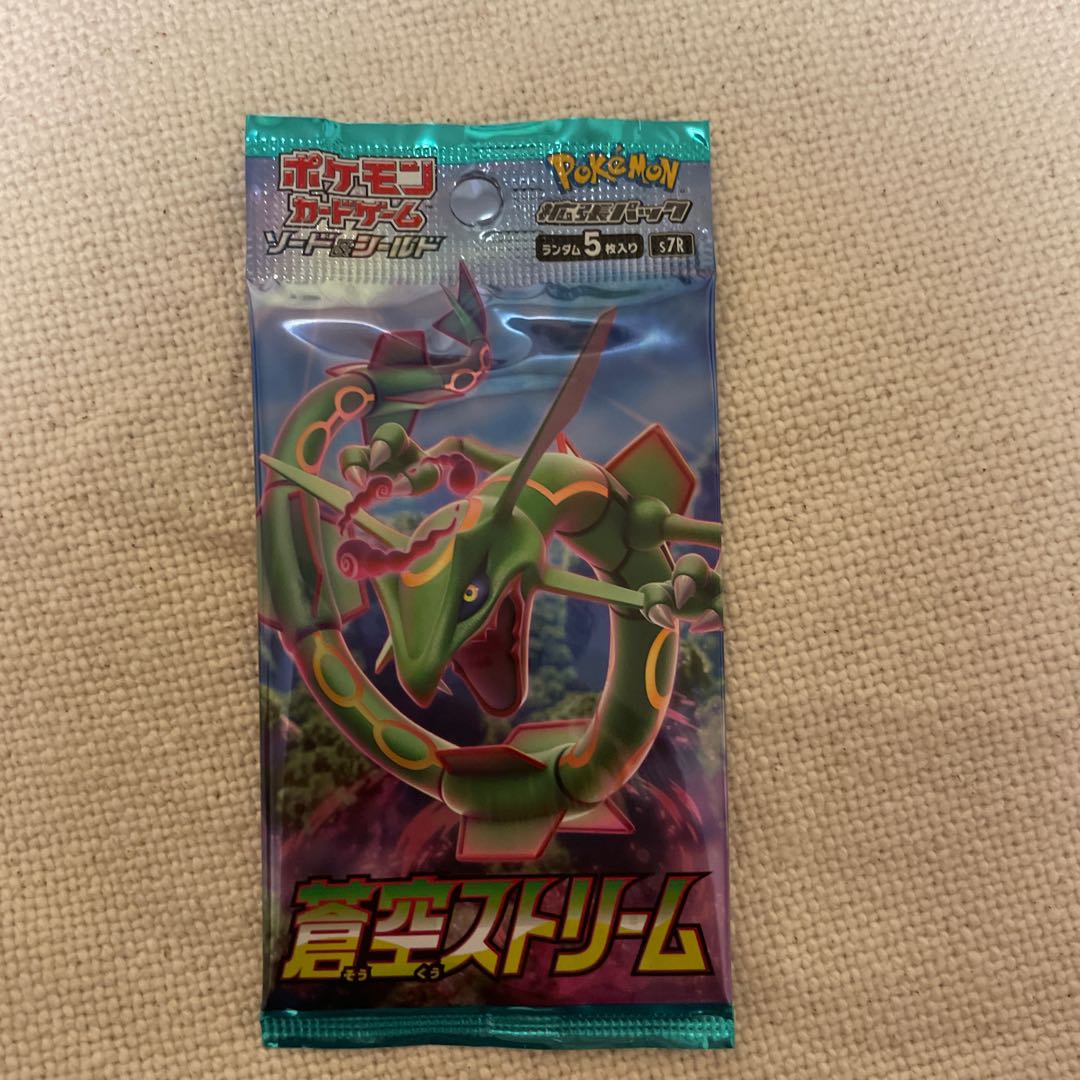 ポケモン
カードゲーム
ソード&シールド
Pokémon
拡張パック
ランダム5枚入り
s7R
蒼空ストリーム
そう くう